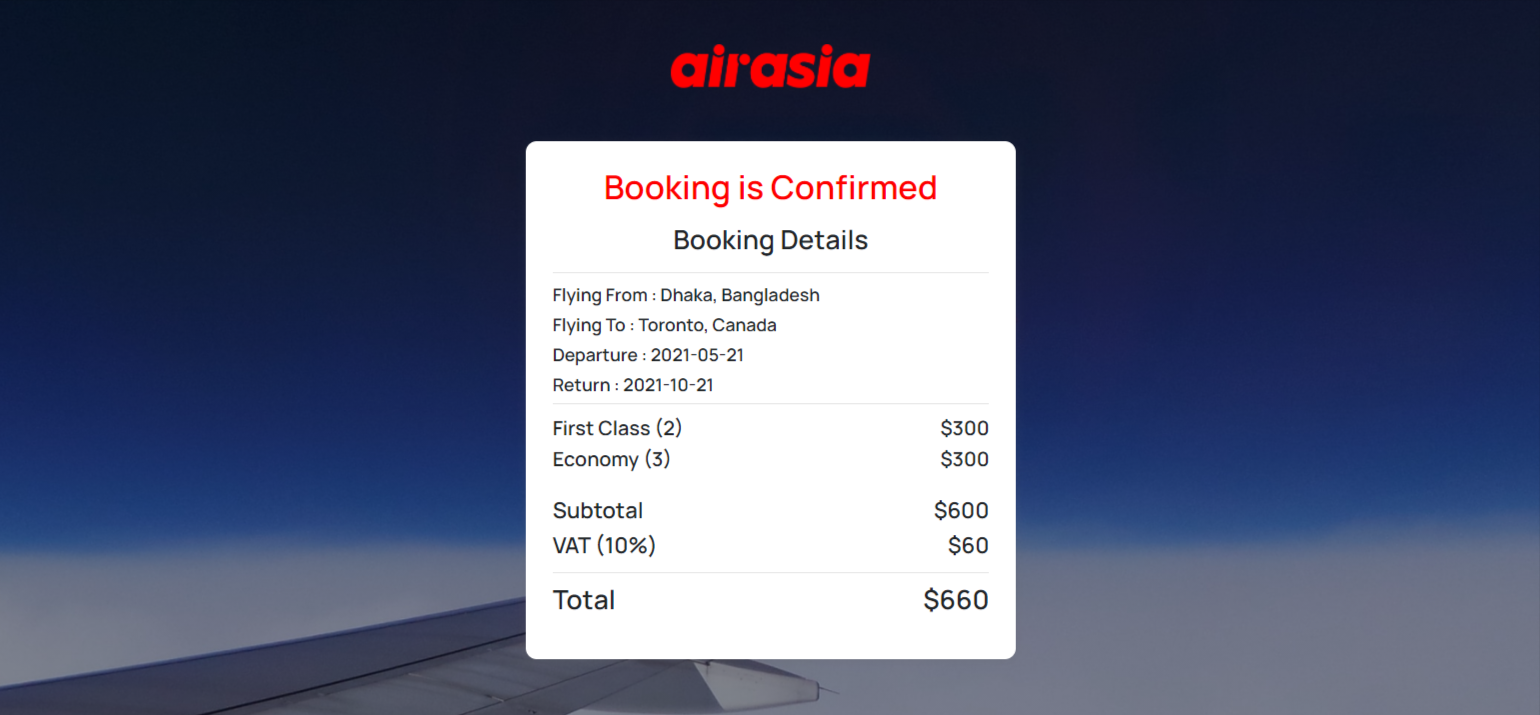 airasia
Booking is Confirmed
Booking Details
Flying From : Dhaka, Bangladesh
Flying To : Toronto, Canada
Departure : 2021-05-21
Return : 2021-10-21
First Class (2) $300
Economy (3) $300
Subtotal $600
VAT (10%) $60
Total $660